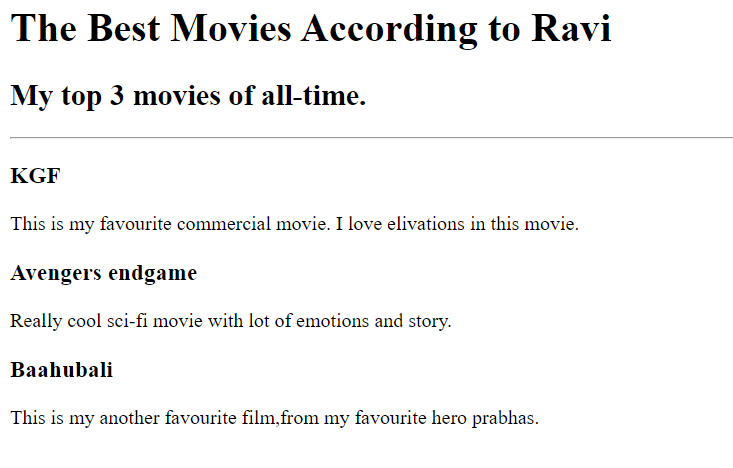 The Best Movies According to Ravi
My top 3 movies of all-time.
KGF
This is my favourite commercial movie. I love elivations in this movie.
Avengers endgame
Really cool sci-fi movie with lot of emotions and story.
Baahubali
This is my another favourite film,from my favourite hero prabhas.